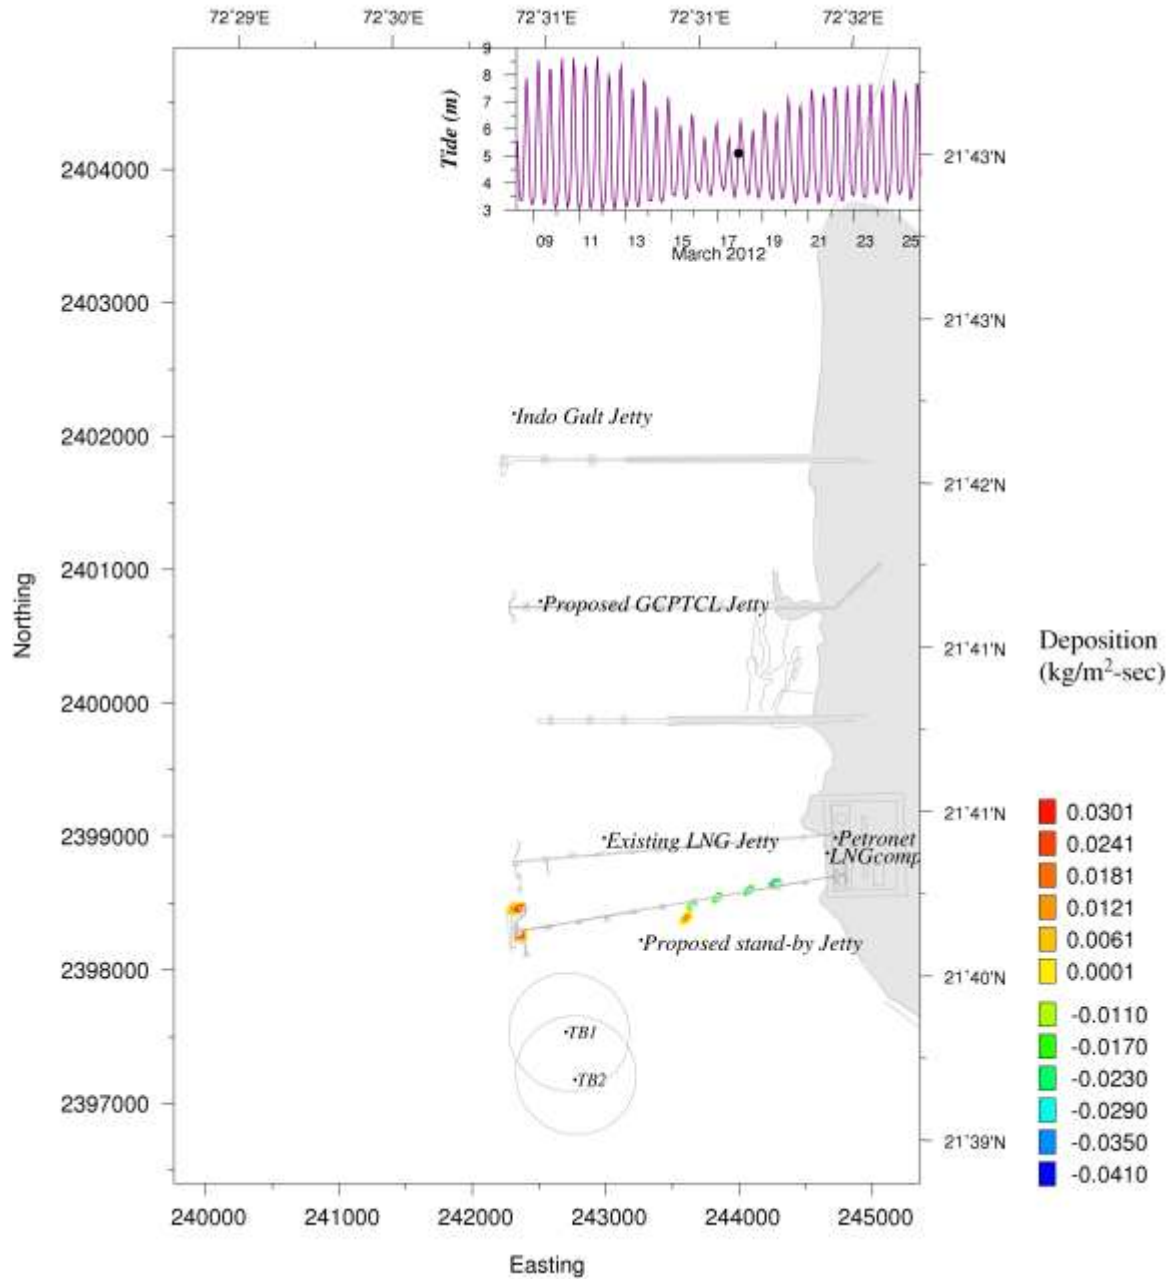 72°29'E 72°30'E 72°31'E 72°31'E 72°32'E
9
8
7
6
5
4
3
Tide (m)
09 11 13 15 17 19 21 23 25
March 2012
2404000
2403000
2402000
2401000
2400000
2399000
2398000
2397000
Northing
21°43'N
21°43'N
21°42'N
21°41'N
21°41'N
21°40'N
21°39'N
Indo Gult Jetty
Proposed GCPTCL Jetty
Existing LNG Jetty
Petronet
LNGcomp
Proposed stand-by Jetty
TB1
TB2
240000 241000 242000 243000 244000 245000
Easting
Deposition
(kg/m²-sec)
0.0301
0.0241
0.0181
0.0121
0.0061
0.0001
-0.0110
-0.0170
-0.0230
-0.0290
-0.0350
-0.0410